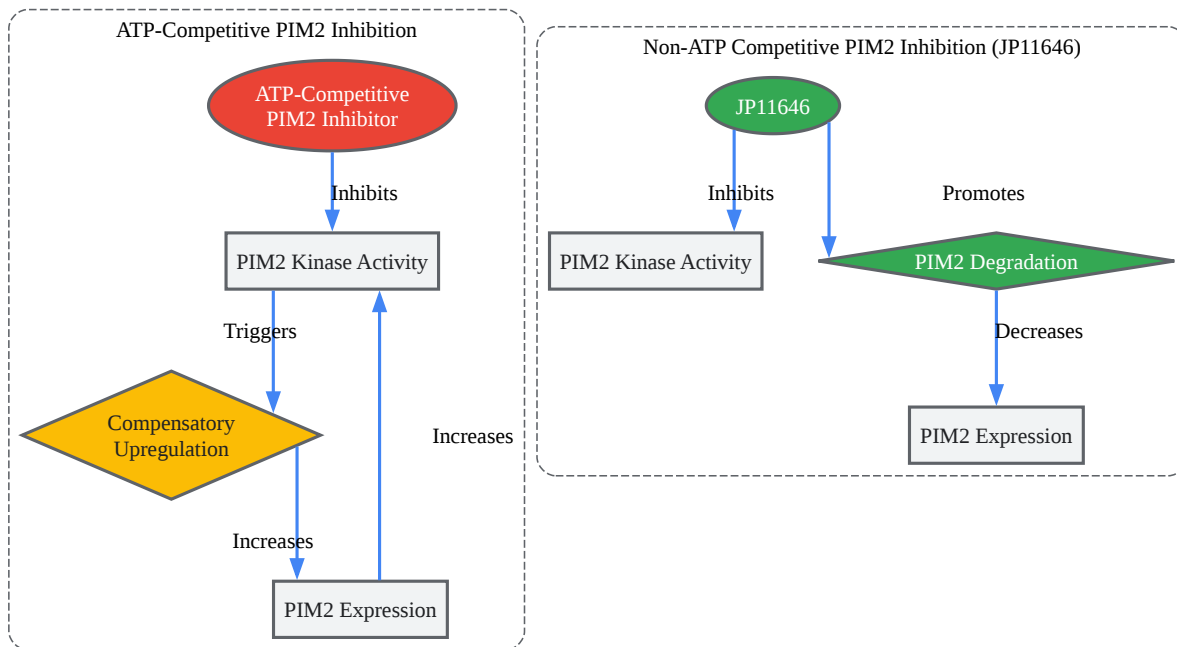 ATP-Competitive PIM2 Inhibition
ATP-Competitive
PIM2 Inhibitor
Inhibits
PIM2 Kinase Activity
Triggers
Compensatory
Upregulation
Increases
Increases
PIM2 Expression
Non-ATP Competitive PIM2 Inhibition (JP11646)
JP11646
Inhibits
Promotes
PIM2 Kinase Activity
PIM2 Degradation
Decreases
PIM2 Expression